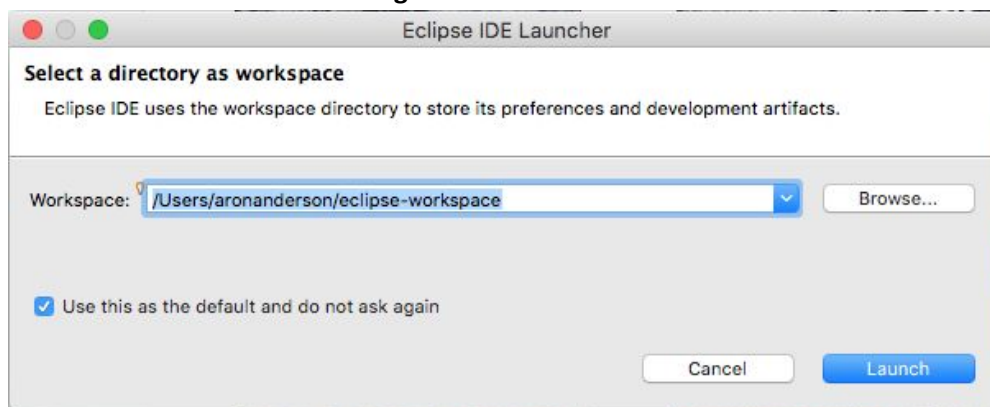 Eclipse IDE Launcher
Select a directory as workspace
Eclipse IDE uses the workspace directory to store its preferences and development artifacts.
Workspace: /Users/aronanderson/eclipse-workspace Browse...
Use this as the default and do not ask again
Cancel Launch